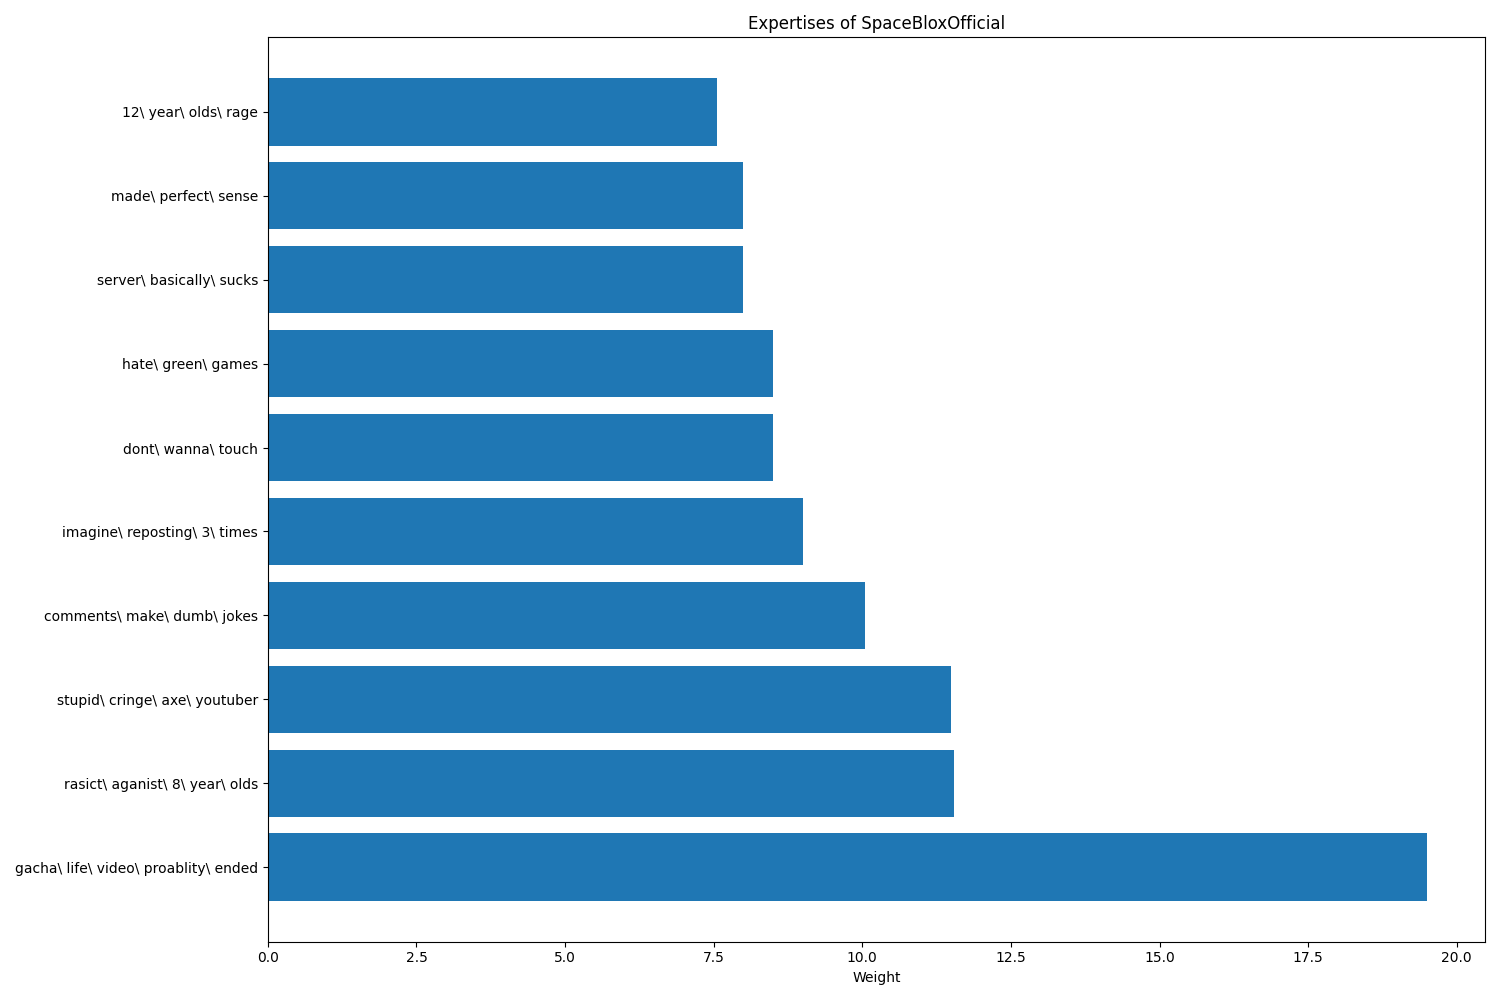 Expertises of SpaceBloxOfficial
12\ year\ olds\ rage
made\ perfect\ sense
server\ basically\ sucks
hate\ green\ games
dont\ wanna\ touch
imagine\ reposting\ 3\ times
comments\ make\ dumb\ jokes
stupid\ cringe\ axe\ youtuber
rasict\ aganist\ 8\ year\ olds
gacha\ life\ video\ proablity\ ended
0.0 2.5 5.0 7.5 10.0 12.5 15.0 17.5 20.0
Weight